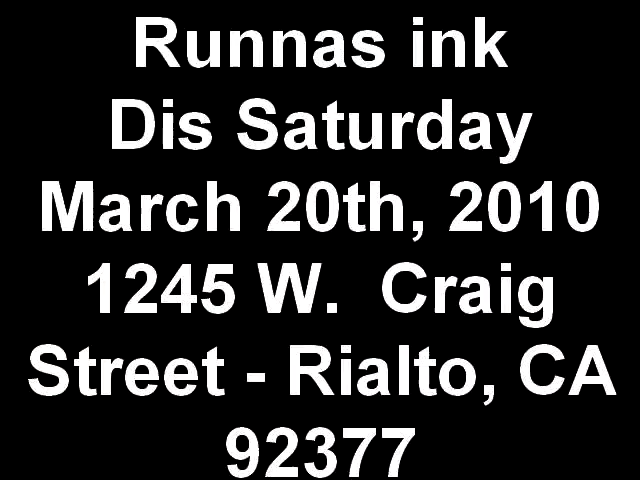 Runnas ink
Dis Saturday
March 20th, 2010
1245 W.  Craig
Street - Rialto, CA
92377